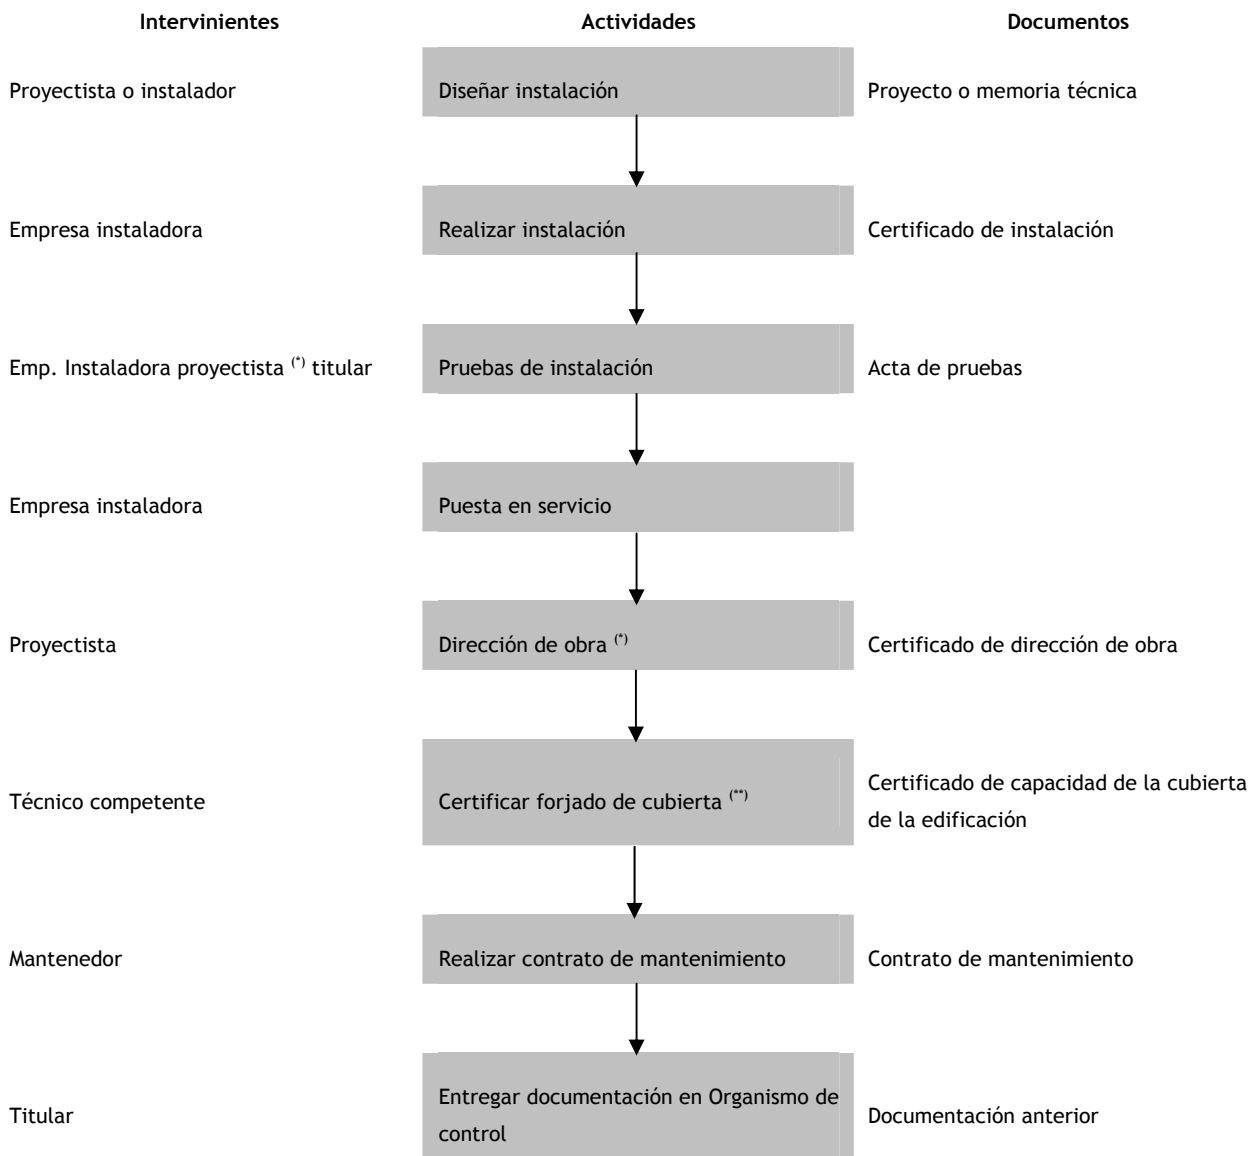 Intervinientes
Actividades
Documentos
Proyectista o instalador
Diseñar instalación
Proyecto o memoria técnica
Empresa instaladora
Realizar instalación
Certificado de instalación
Emp. Instaladora proyectista (*) titular
Pruebas de instalación
Acta de pruebas
Empresa instaladora
Puesta en servicio
Proyectista
Dirección de obra (*)
Certificado de dirección de obra
Técnico competente
Certificar forjado de cubierta (**)
Certificado de capacidad de la cubierta
de la edificación
Mantenedor
Realizar contrato de mantenimiento
Contrato de mantenimiento
Titular
Entregar documentación en Organismo de
control
Documentación anterior